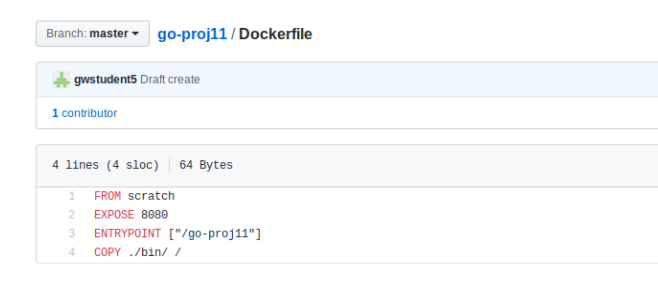 Branch: master go-proj11 / Dockerfile
gwstudent5 Draft create
1 contributor
4 lines (4 sloc) 64 Bytes
1 FROM scratch
2 EXPOSE 8080
3 ENTRYPOINT ["/go-proj11"]
4 COPY ./bin/ /